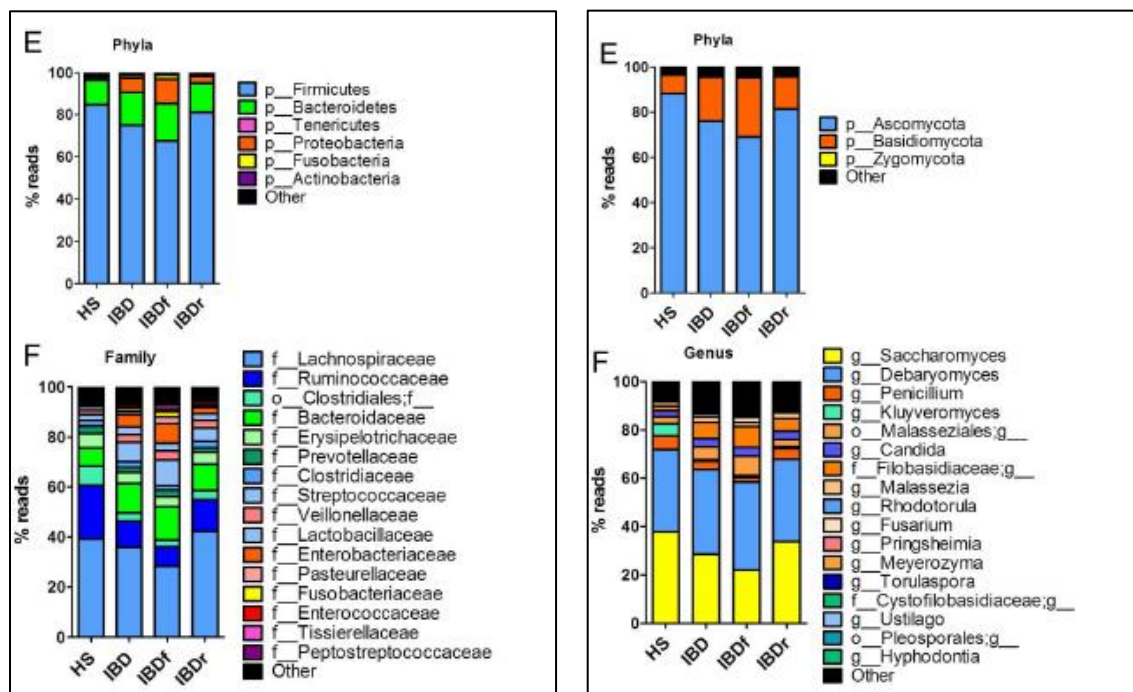 E
Phyla
100
80
60
40
20
0
% reads
HS
IBD
IBDf
IBDr
p__Firmicutes
p__Bacteroidetes
p__Tenericutes
p__Proteobacteria
p__Fusobacteria
p__Actinobacteria
Other
F
Family
100
80
60
40
20
0
% reads
HS
IBD
IBDf
IBDr
f__Lachnospiraceae
f__Ruminococcaceae
o__Clostridiales;f__
f__Bacteroidaceae
f__Erysipelotrichaceae
f__Prevotellaceae
f__Clostridiaceae
f__Streptococcaceae
f__Veillonellaceae
f__Lactobacillaceae
f__Enterobacteriaceae
f__Pasteurellaceae
f__Fusobacteriaceae
f__Enterococcaceae
f__Tissierellaceae
f__Peptostreptococcaceae
Other
E
Phyla
100
80
60
40
20
0
% reads
HS
IBD
IBDf
IBDr
p__Ascomycota
p__Basidiomycota
p__Zygomycota
Other
F
Genus
100
80
60
40
20
0
% reads
HS
IBD
IBDf
IBDr
g__Saccharomyces
g__Debaryomyces
g__Penicillium
g__Kluyveromyces
o__Malasseziales;g__
g__Candida
f__Filobasidiaceae;g__
g__Malassezia
g__Rhodotorula
g__Fusarium
g__Pringsheimia
g__Meyerozyma
g__Torulaspora
f__Cystofilobasidiaceae;g__
g__Ustilago
o__Pleosporales;g__
g__Hyphodontia
Other